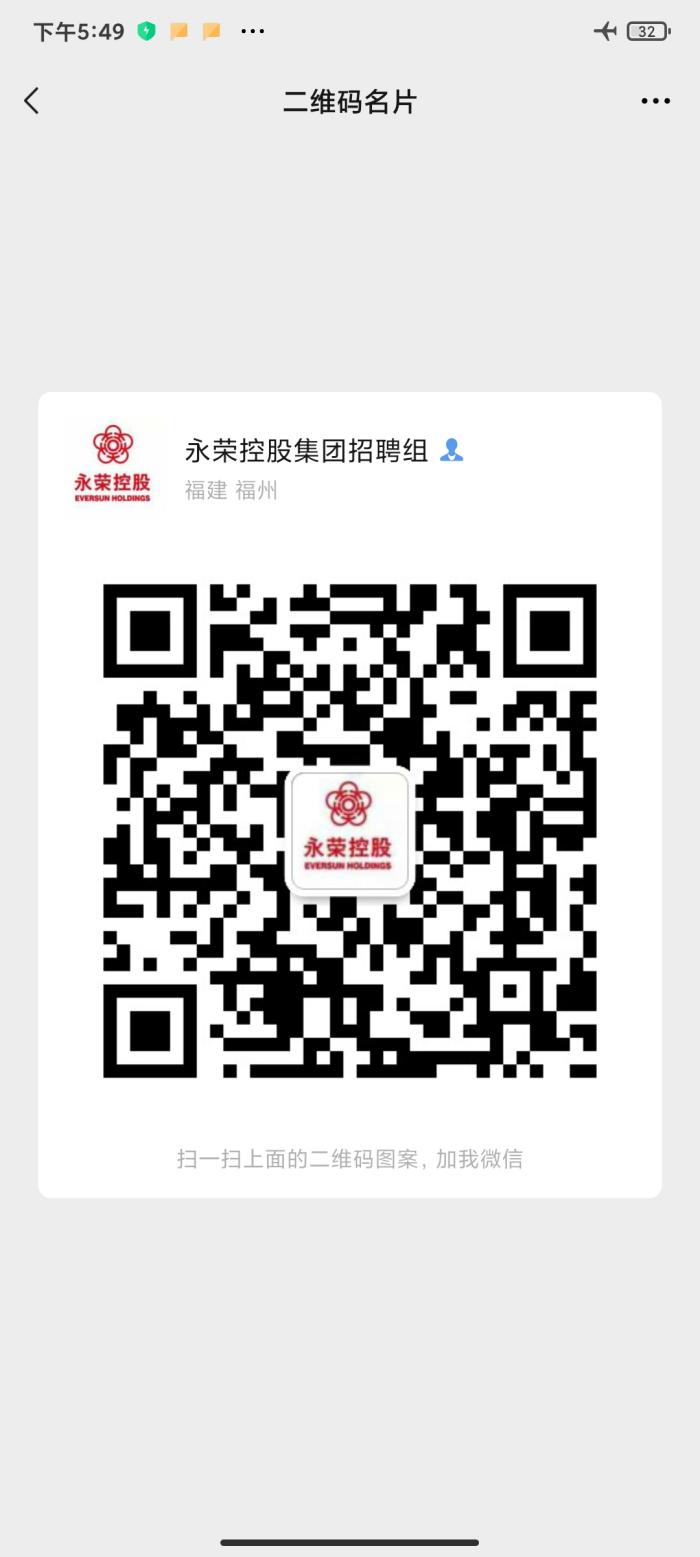 下午5:49
32
二维码名片
永荣控股集团招聘组
福建 福州
永荣控股
EVERSUN HOLDINGS
永荣控股
EVERSUN HOLDINGS
扫一扫上面的二维码图案，加我微信